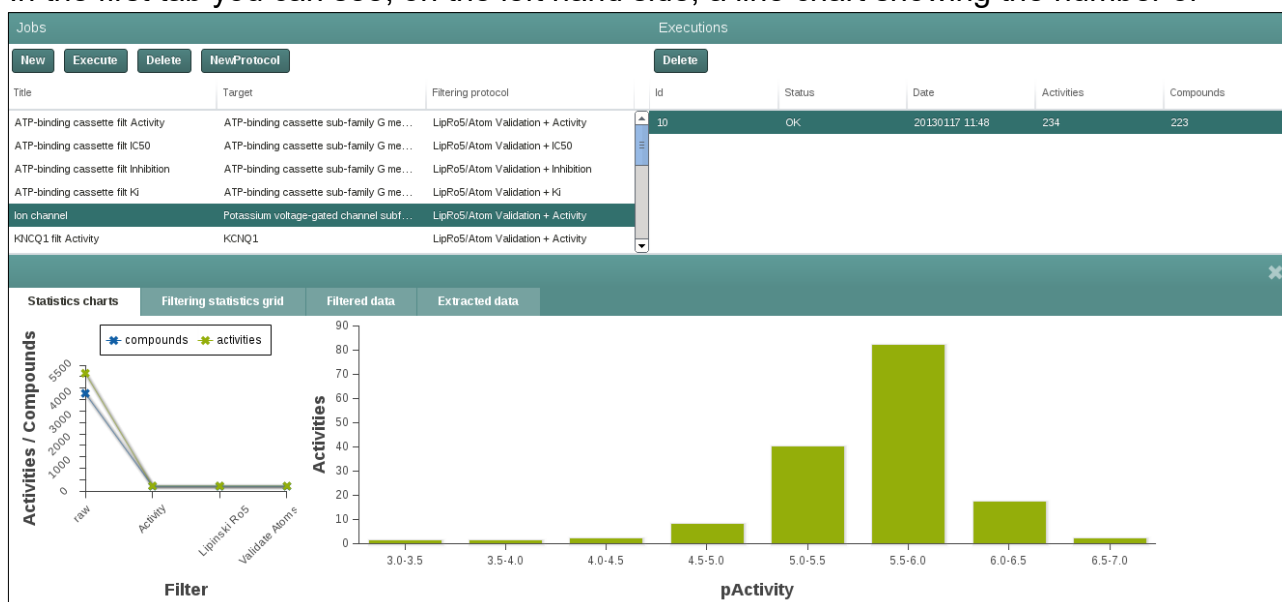 In the first tab you can see, on the left hand side, a line chart showing the number of
Jobs
Executions
New Execute Delete NewProtocol
Delete
Title Target Filtering protocol
Id Status Date Activities Compounds
ATP-binding cassette filt Activity ATP-binding cassette sub-family G me... LipRo5/Atom Validation + Activity
10 OK 20130117 11:48 234 223
ATP-binding cassette filt IC50 ATP-binding cassette sub-family G me... LipRo5/Atom Validation + IC50
ATP-binding cassette filt Inhibition ATP-binding cassette sub-family G me... LipRo5/Atom Validation + Inhibition
ATP-binding cassette filt Ki ATP-binding cassette sub-family G me... LipRo5/Atom Validation + Ki
Ion channel Potassium voltage-gated channel subf... LipRo5/Atom Validation + Activity
KNCQ1 filt Activity KCNQ1 LipRo5/Atom Validation + Activity
Statistics charts Filtering statistics grid Filtered data Extracted data
compounds activities
Activities / Compounds
5500
4000
3000
2000
1000
0
raw Activity Lipinski Ro5 Validate Atoms
Filter
Activities
90
80
70
60
50
40
30
20
10
0
3.0-3.5 3.5-4.0 4.0-4.5 4.5-5.0 5.0-5.5 5.5-6.0 6.0-6.5 6.5-7.0
pActivity